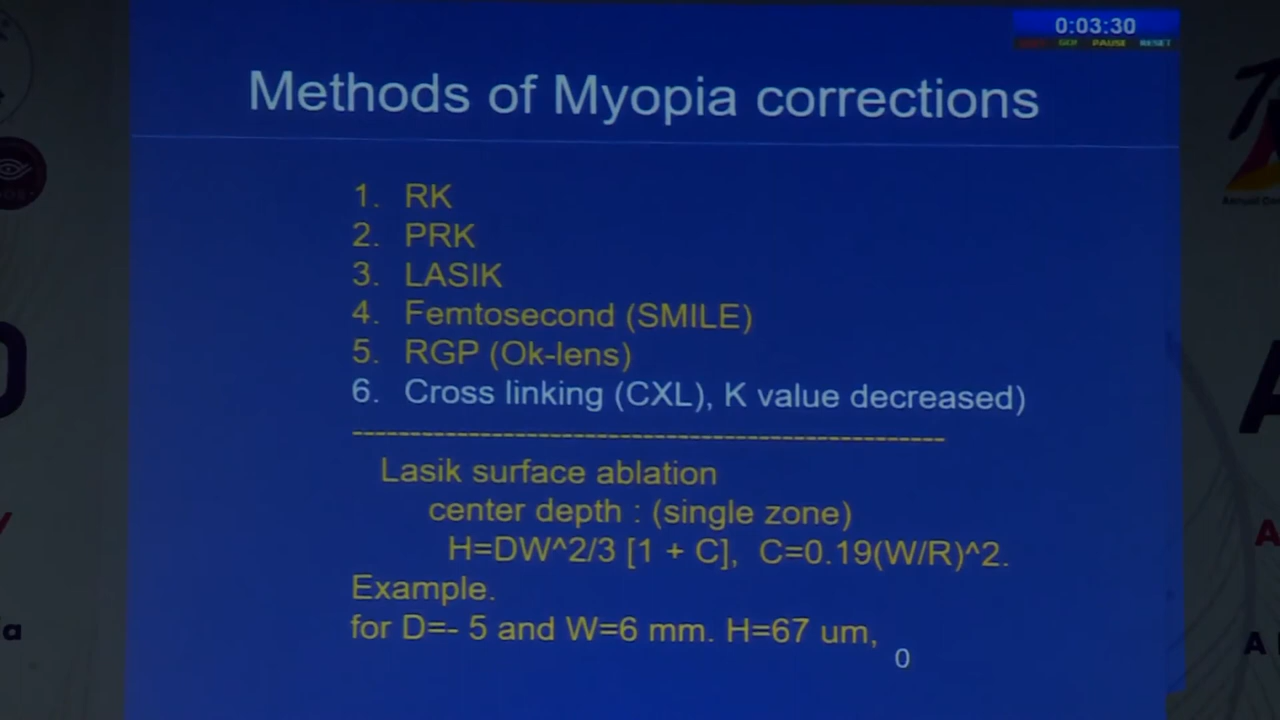 0:03:30
GO! PAUSE RESET
Methods of Myopia corrections
1. RK
2. PRK
3. LASIK
4. Femtosecond (SMILE)
5. RGP (Ok-lens)
6. Cross linking (CXL), K value decreased)
Lasik surface ablation
center depth : (single zone)
H=DW^2/3 [1 + C], C=0.19(W/R)^2.
Example.
for D=- 5 and W=6 mm. H=67 um,
0